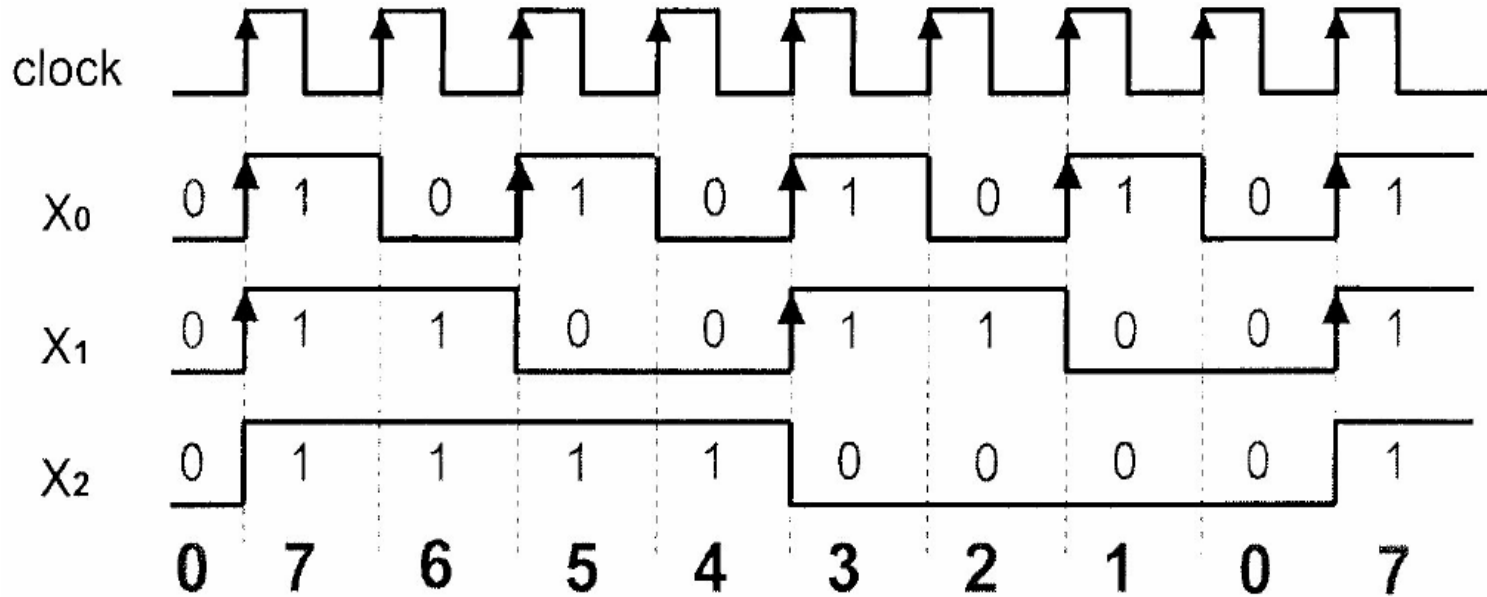 clock
X0 0 1 0 1 0 1 0 1 0 1
X1 0 1 1 0 0 1 1 0 0 1
X2 0 1 1 1 1 0 0 0 0 1
0 7 6 5 4 3 2 1 0 7